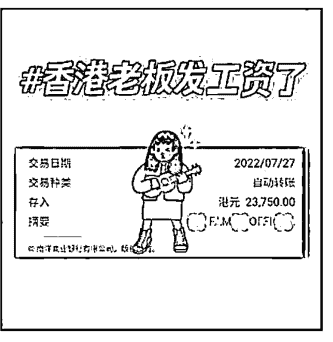 #香港老板发工资了
交易日期 2022/07/27
交易种类 自动转账
存入 港元 23,750.00
摘要